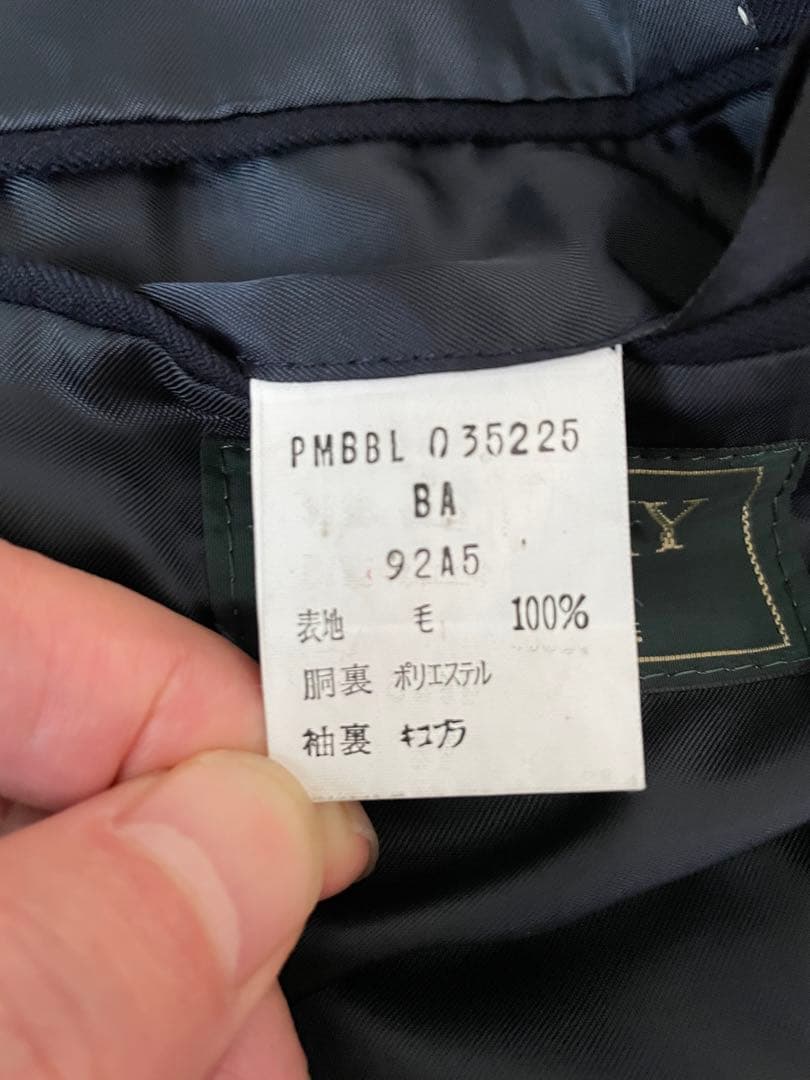 PMBBL 035225
BA
92A5
表地 毛 100%
胴裏 ポリエステル
袖裏 キュプラ